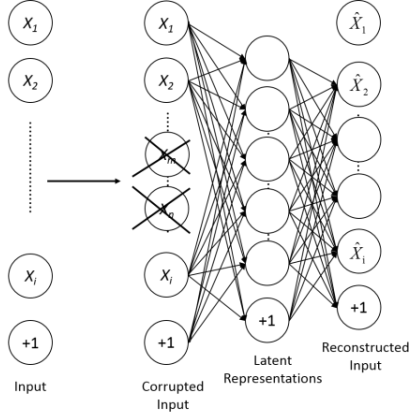 X₁
X₂
Xᵢ
+1
Input
X₁
X₂
Xₘ
Xₙ
Xᵢ
+1
Corrupted
Input
+1
Latent
Representations
X̂₁
X̂₂
X̂ᵢ
+1
Reconstructed
Input